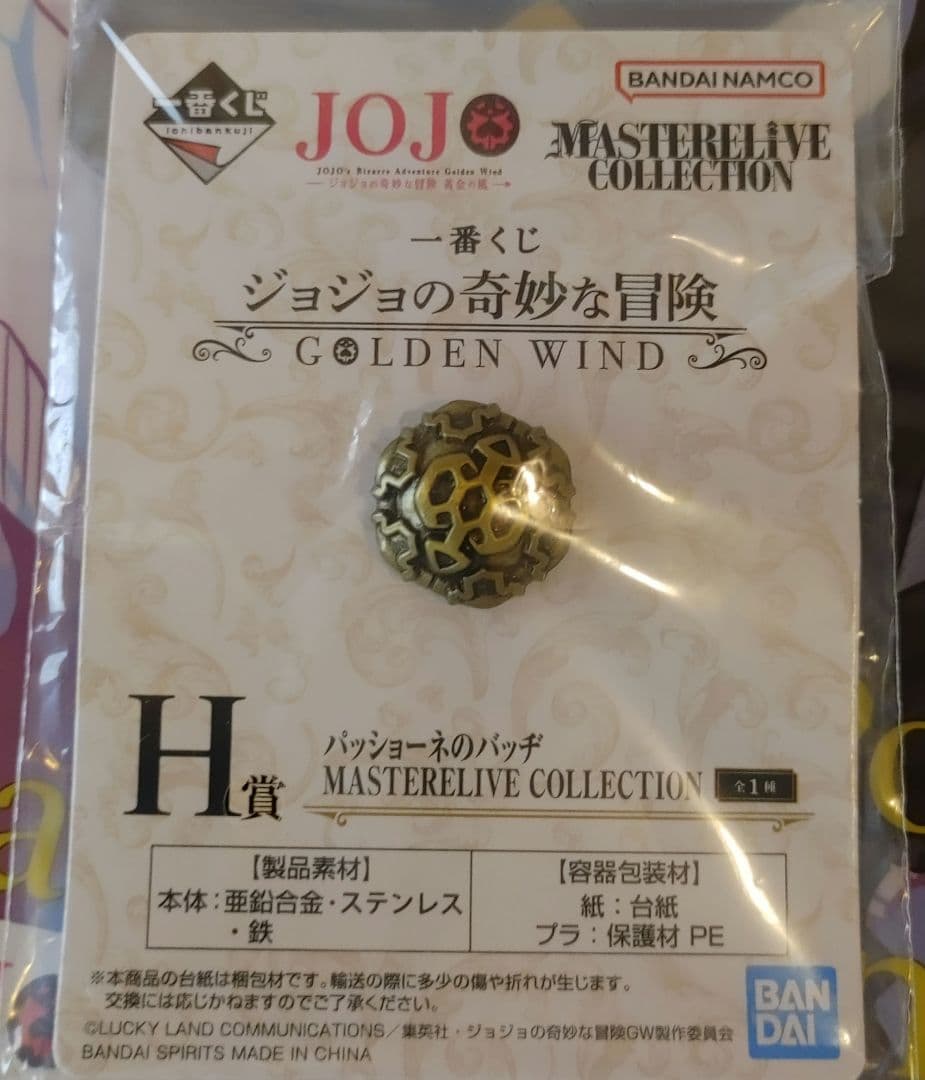 一番くじ
ichibankuji
JOJO
JOJO's Bizarre Adventure Golden Wind
ジョジョの奇妙な冒険 黄金の風
BANDAI NAMCO
MASTERELIVE
COLLECTION
一番くじ
ジョジョの奇妙な冒険
GOLDEN WIND
H賞
パッショーネのバッヂ
MASTERELIVE COLLECTION 全1種
【製品素材】
本体:亜鉛合金・ステンレス
・鉄
【容器包装材】
紙:台紙
プラ:保護材 PE
※本商品の台紙は梱包材です。輸送の際に多少の傷や折れが生じます。
交換には応じかねますのでご了承ください。
©LUCKY LAND COMMUNICATIONS/集英社・ジョジョの奇妙な冒険GW製作委員会
BANDAI SPIRITS MADE IN CHINA
BAN
DAI